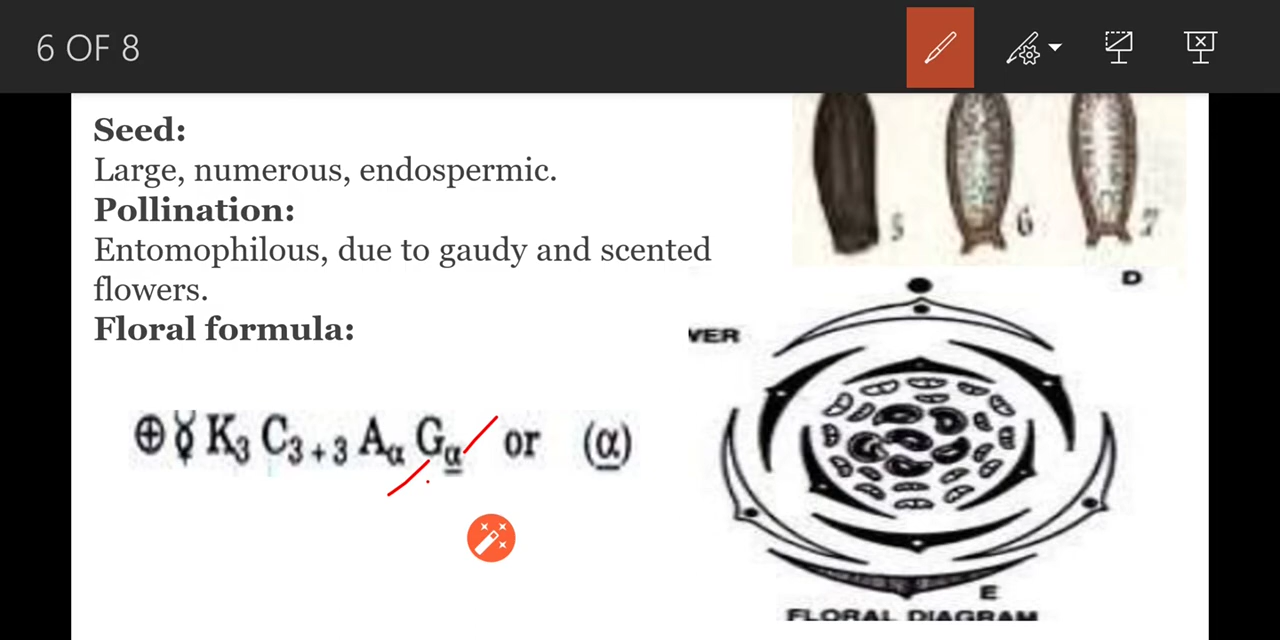 6 OF 8
Seed:
Large, numerous, endospermic.
Pollination:
Entomophilous, due to gaudy and scented
flowers.
Floral formula:
⊕ ⚥ K3 C3 + 3 Aα Gα or (α)
5 6 7
D
VER
E
FLORAL DIAGRAM